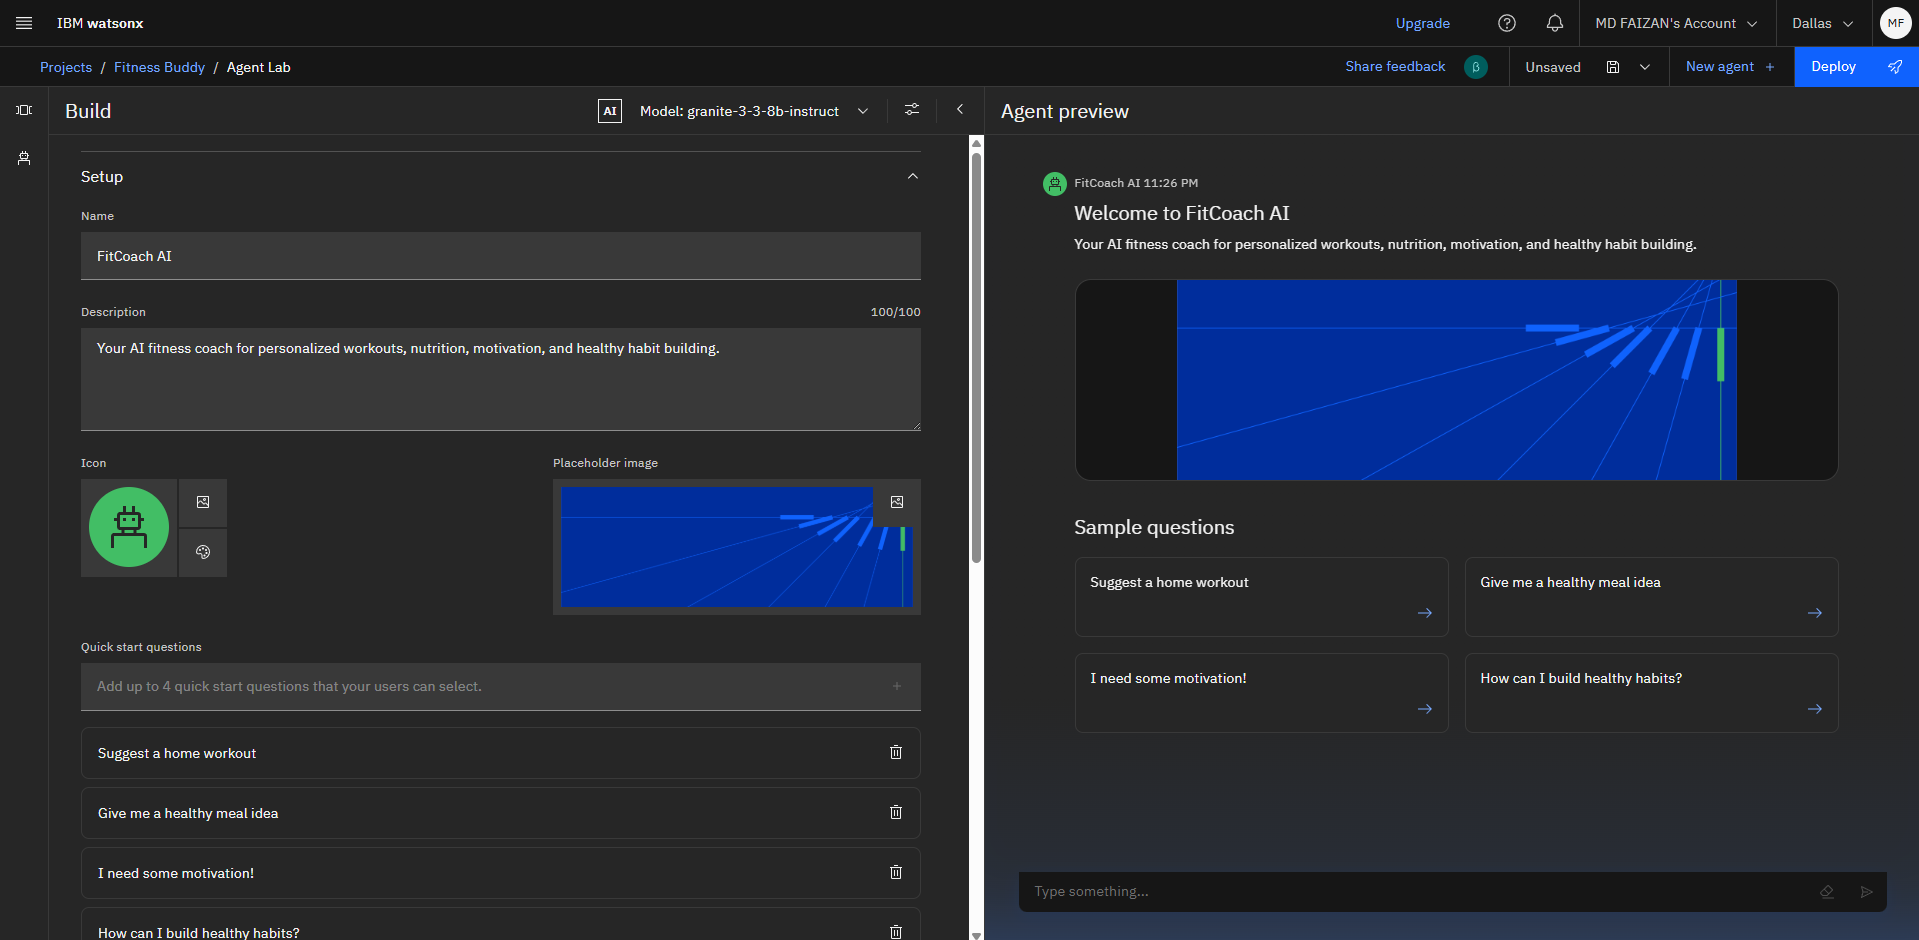 IBM watsonx
Upgrade
MD FAIZAN's Account
Dallas
MF
Projects / Fitness Buddy / Agent Lab
Share feedback
β
Unsaved
New agent +
Deploy
Build
AI
Model: granite-3-3-8b-instruct
Setup
Name
FitCoach AI
Description
100/100
Your AI fitness coach for personalized workouts, nutrition, motivation, and healthy habit building.
Icon
Placeholder image
Quick start questions
Add up to 4 quick start questions that your users can select.
Suggest a home workout
Give me a healthy meal idea
I need some motivation!
How can I build healthy habits?
Agent preview
FitCoach AI 11:26 PM
Welcome to FitCoach AI
Your AI fitness coach for personalized workouts, nutrition, motivation, and healthy habit building.
Sample questions
Suggest a home workout
Give me a healthy meal idea
I need some motivation!
How can I build healthy habits?
Type something...